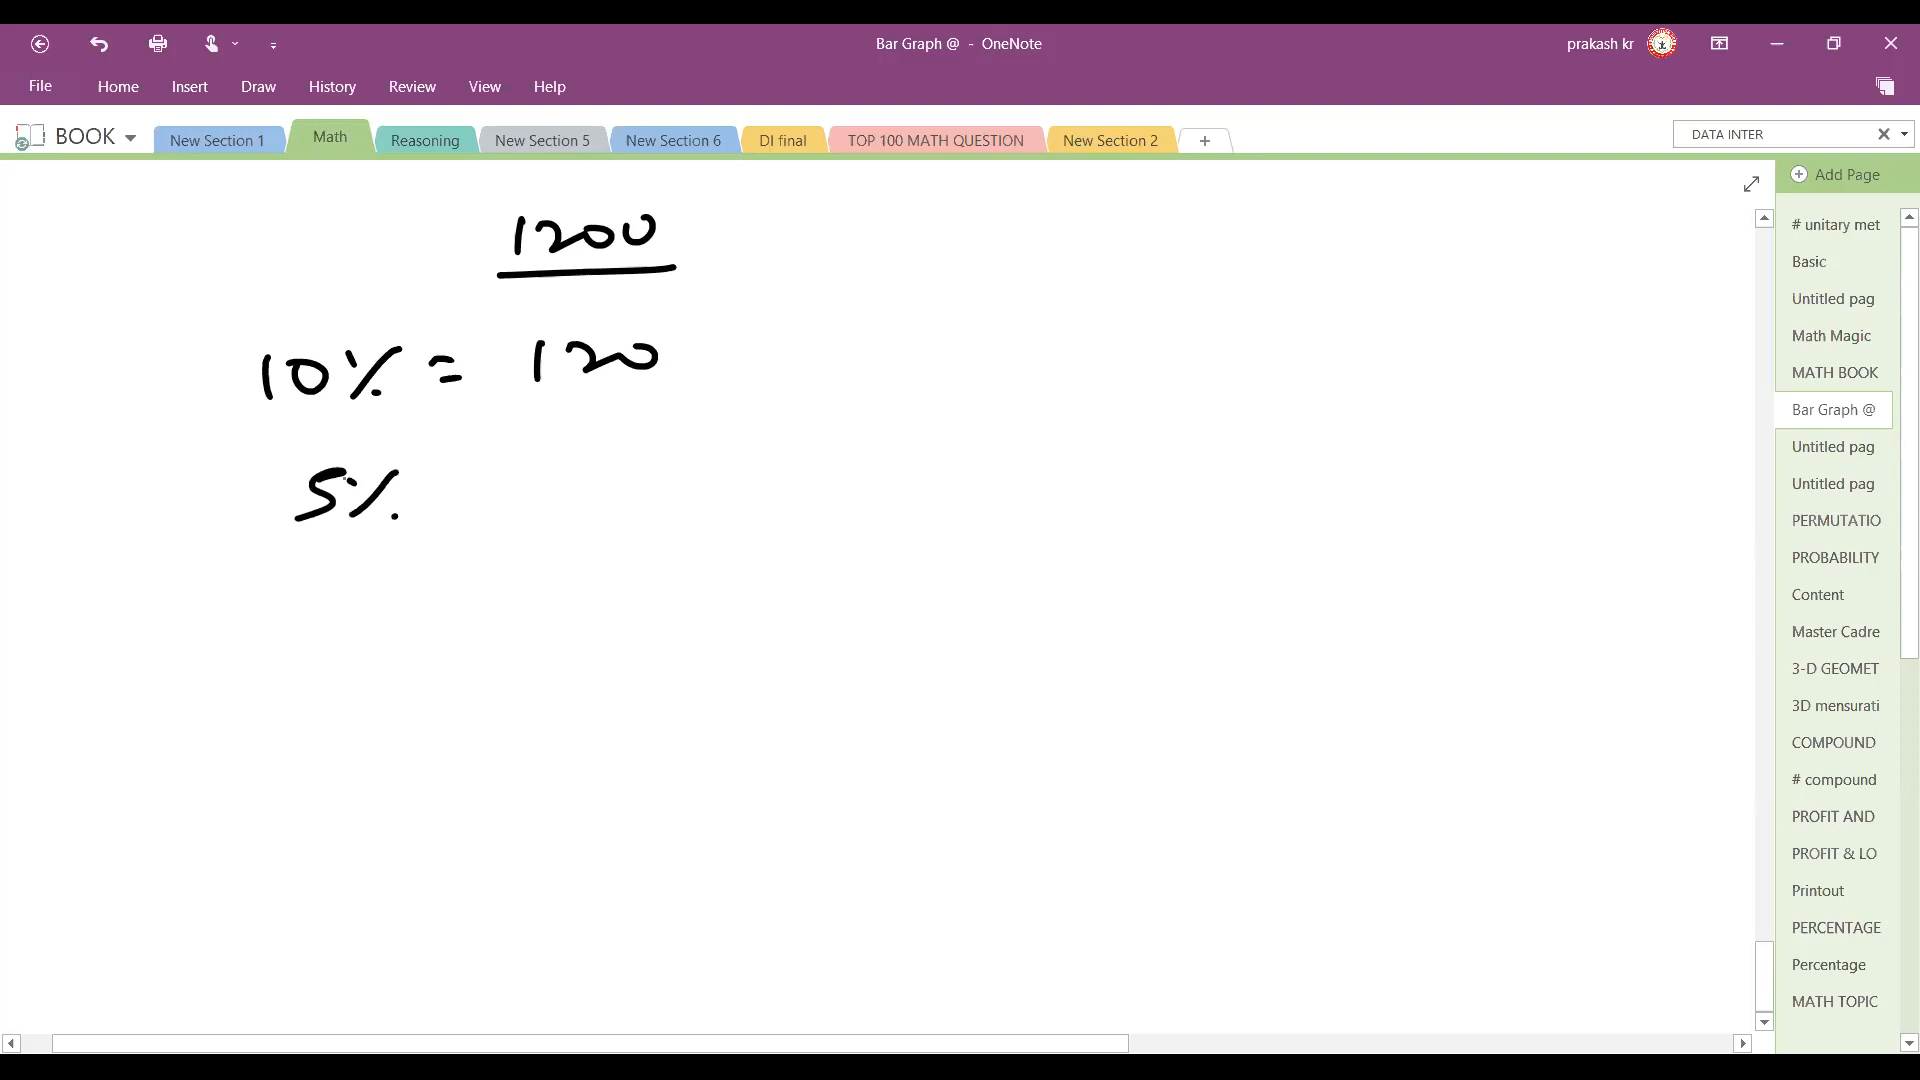 Bar Graph @ - OneNote
prakash kr
File Home Insert Draw History Review View Help
BOOK
New Section 1
Math
Reasoning
New Section 5
New Section 6
DI final
TOP 100 MATH QUESTION
New Section 2
DATA INTER
Add Page
1200
10% = 120
5%
# unitary met
Basic
Untitled pag
Math Magic
MATH BOOK
Bar Graph @
Untitled pag
Untitled pag
PERMUTATIO
PROBABILITY
Content
Master Cadre
3-D GEOMET
3D mensurati
COMPOUND
# compound
PROFIT AND
PROFIT & LO
Printout
PERCENTAGE
Percentage
MATH TOPIC